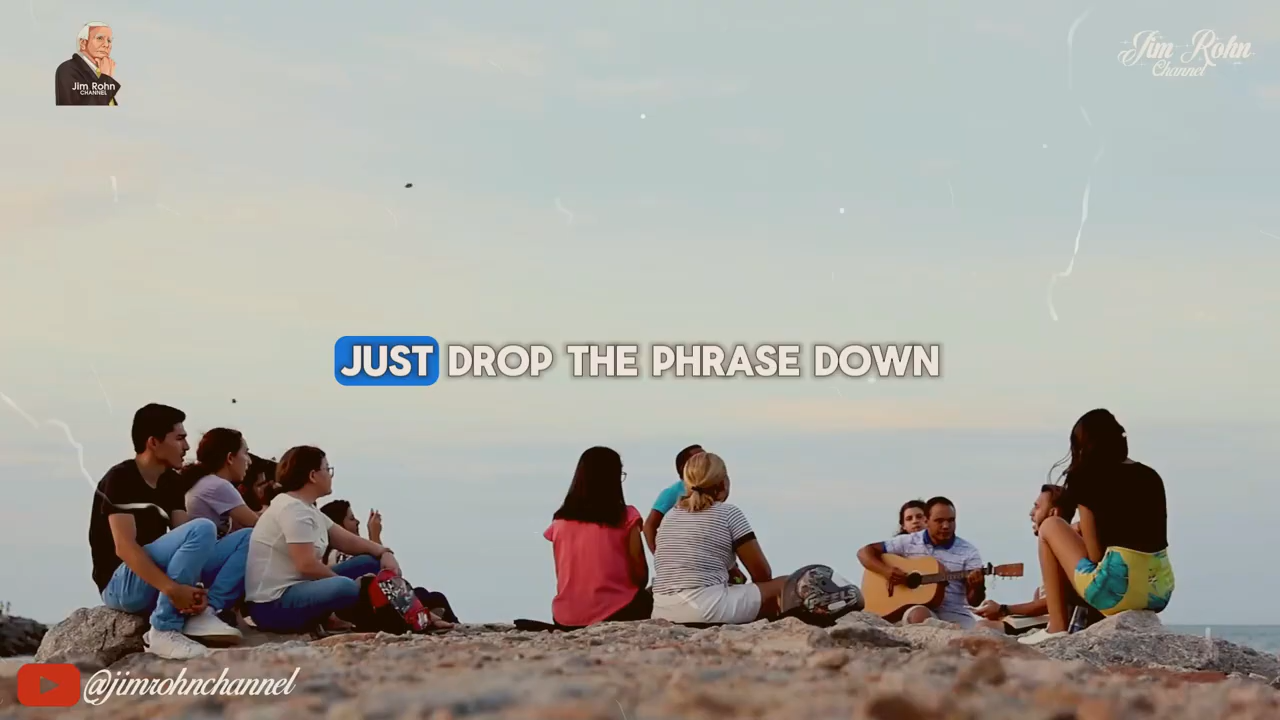 Jim Rohn
CHANNEL
Jim Rohn
Channel
JUST DROP THE PHRASE DOWN
@jimrohnchannel